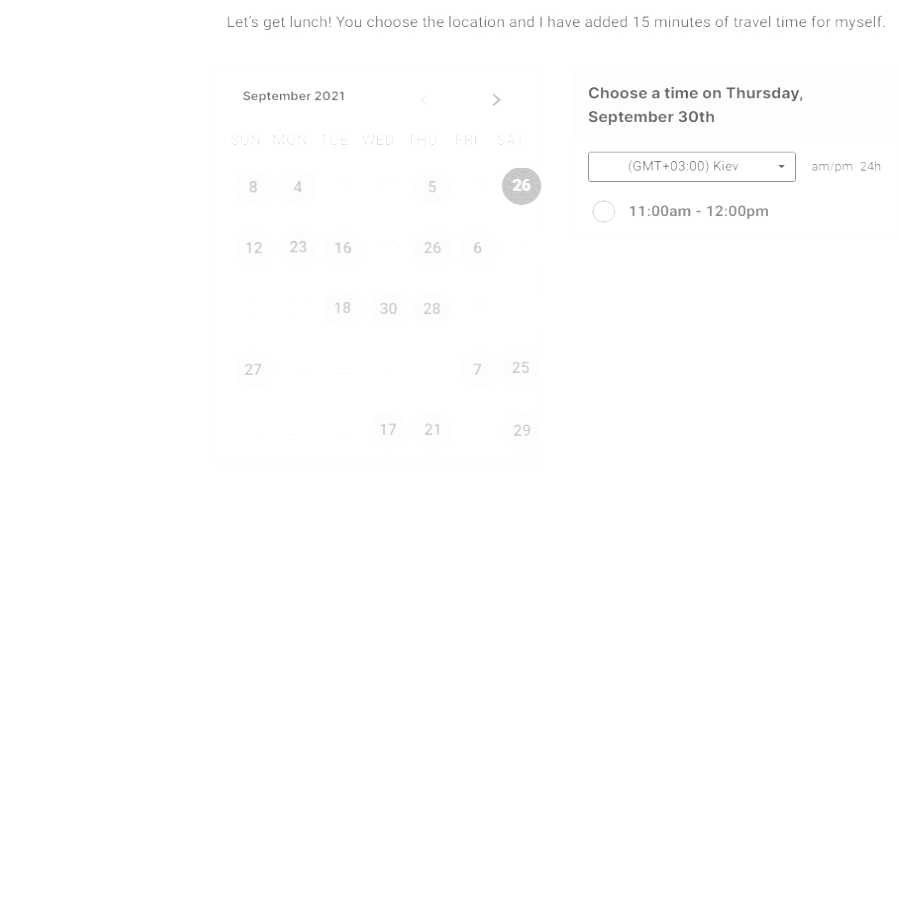 Let's get lunch! You choose the location and I have added 15 minutes of travel time for myself.
September 2021
SUN MON TUE WED THU FRI SAT
8 4 5 26
12 23 16 26 6
18 30 28
27 7 25
17 21 29
Choose a time on Thursday,
September 30th
(GMT+03:00) Kiev am/pm 24h
11:00am - 12:00pm